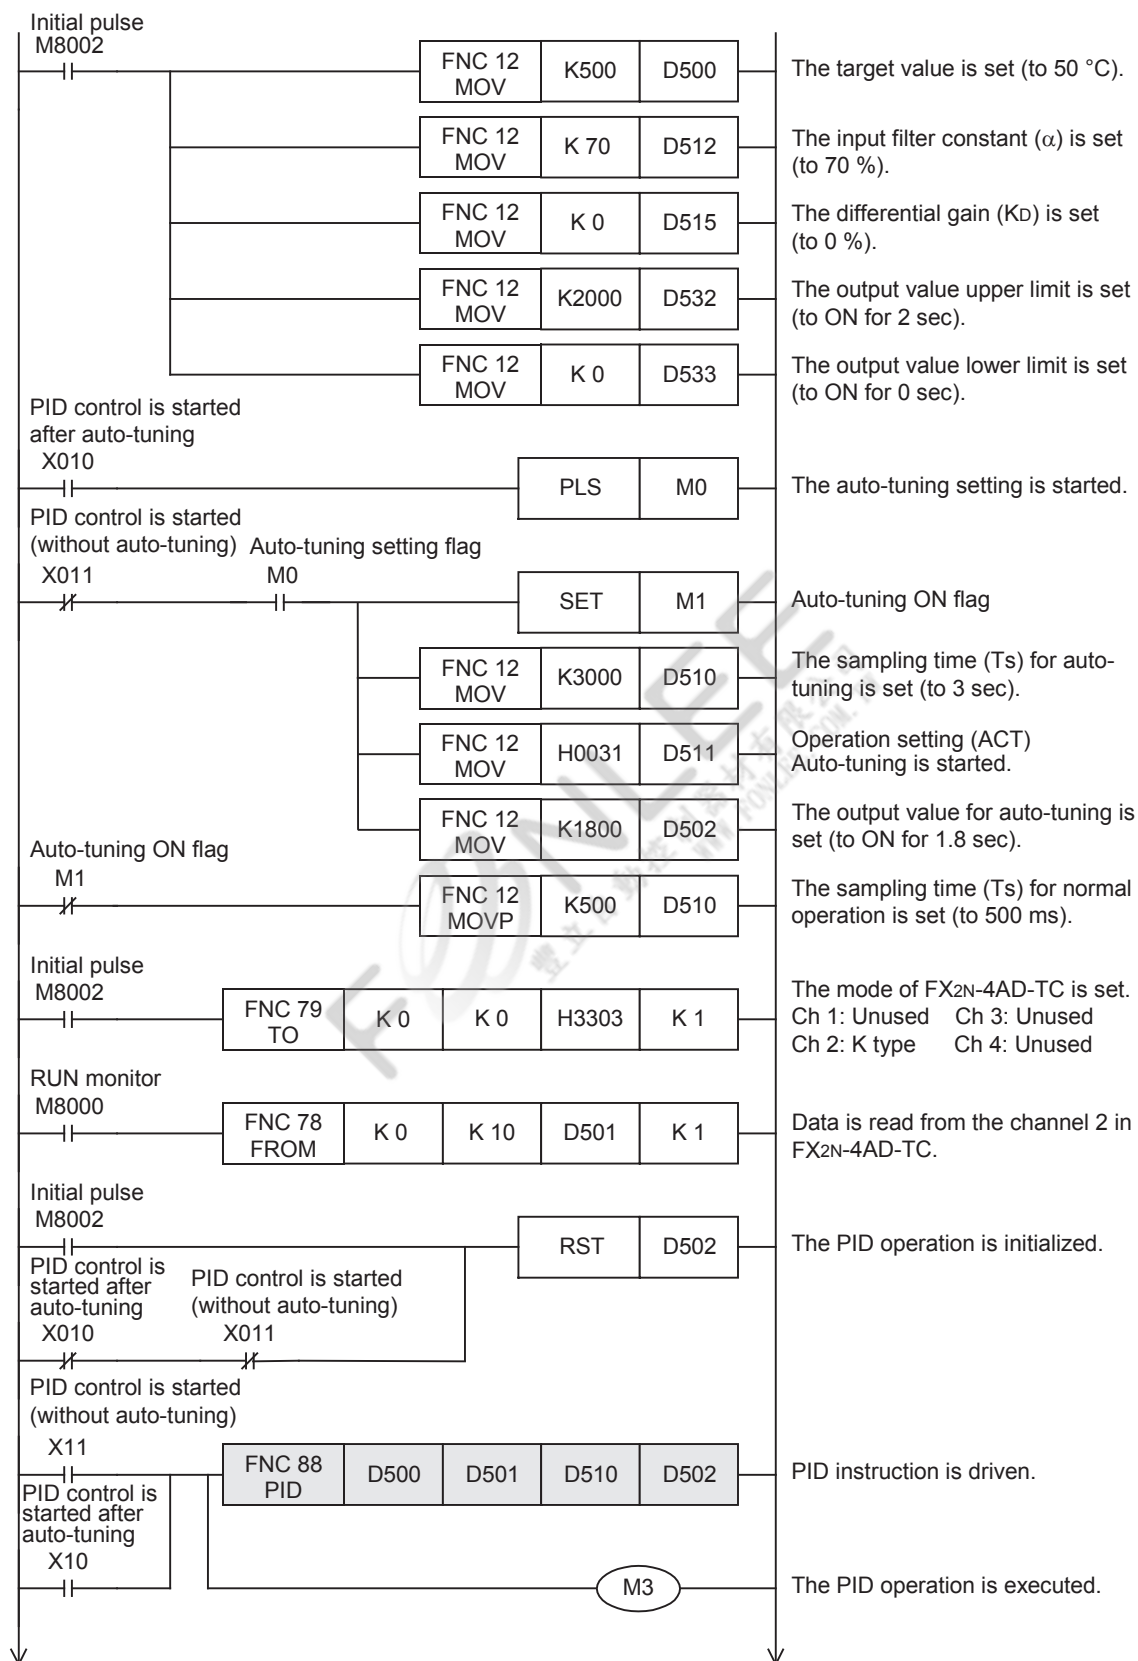 Initial pulse
M8002
FNC 12
MOV
K500
D500
The target value is set (to 50 °C).
FNC 12
MOV
K 70
D512
The input filter constant (α) is set
(to 70 %).
FNC 12
MOV
K 0
D515
The differential gain (KD) is set
(to 0 %).
FNC 12
MOV
K2000
D532
The output value upper limit is set
(to ON for 2 sec).
FNC 12
MOV
K 0
D533
The output value lower limit is set
(to ON for 0 sec).
PID control is started
after auto-tuning
X010
PLS
M0
The auto-tuning setting is started.
PID control is started
(without auto-tuning)
Auto-tuning setting flag
X011
M0
SET
M1
Auto-tuning ON flag
FNC 12
MOV
K3000
D510
The sampling time (Ts) for auto-
tuning is set (to 3 sec).
FNC 12
MOV
H0031
D511
Operation setting (ACT)
Auto-tuning is started.
FNC 12
MOV
K1800
D502
The output value for auto-tuning is
set (to ON for 1.8 sec).
Auto-tuning ON flag
M1
FNC 12
MOVP
K500
D510
The sampling time (Ts) for normal
operation is set (to 500 ms).
Initial pulse
M8002
FNC 79
TO
K 0
K 0
H3303
K 1
The mode of FX2N-4AD-TC is set.
Ch 1: Unused Ch 3: Unused
Ch 2: K type Ch 4: Unused
RUN monitor
M8000
FNC 78
FROM
K 0
K 10
D501
K 1
Data is read from the channel 2 in
FX2N-4AD-TC.
Initial pulse
M8002
RST
D502
The PID operation is initialized.
PID control is
started after
auto-tuning
PID control is started
(without auto-tuning)
X010
X011
PID control is started
(without auto-tuning)
X11
FNC 88
PID
D500
D501
D510
D502
PID instruction is driven.
PID control is
started after
auto-tuning
X10
M3
The PID operation is executed.
FONLEE